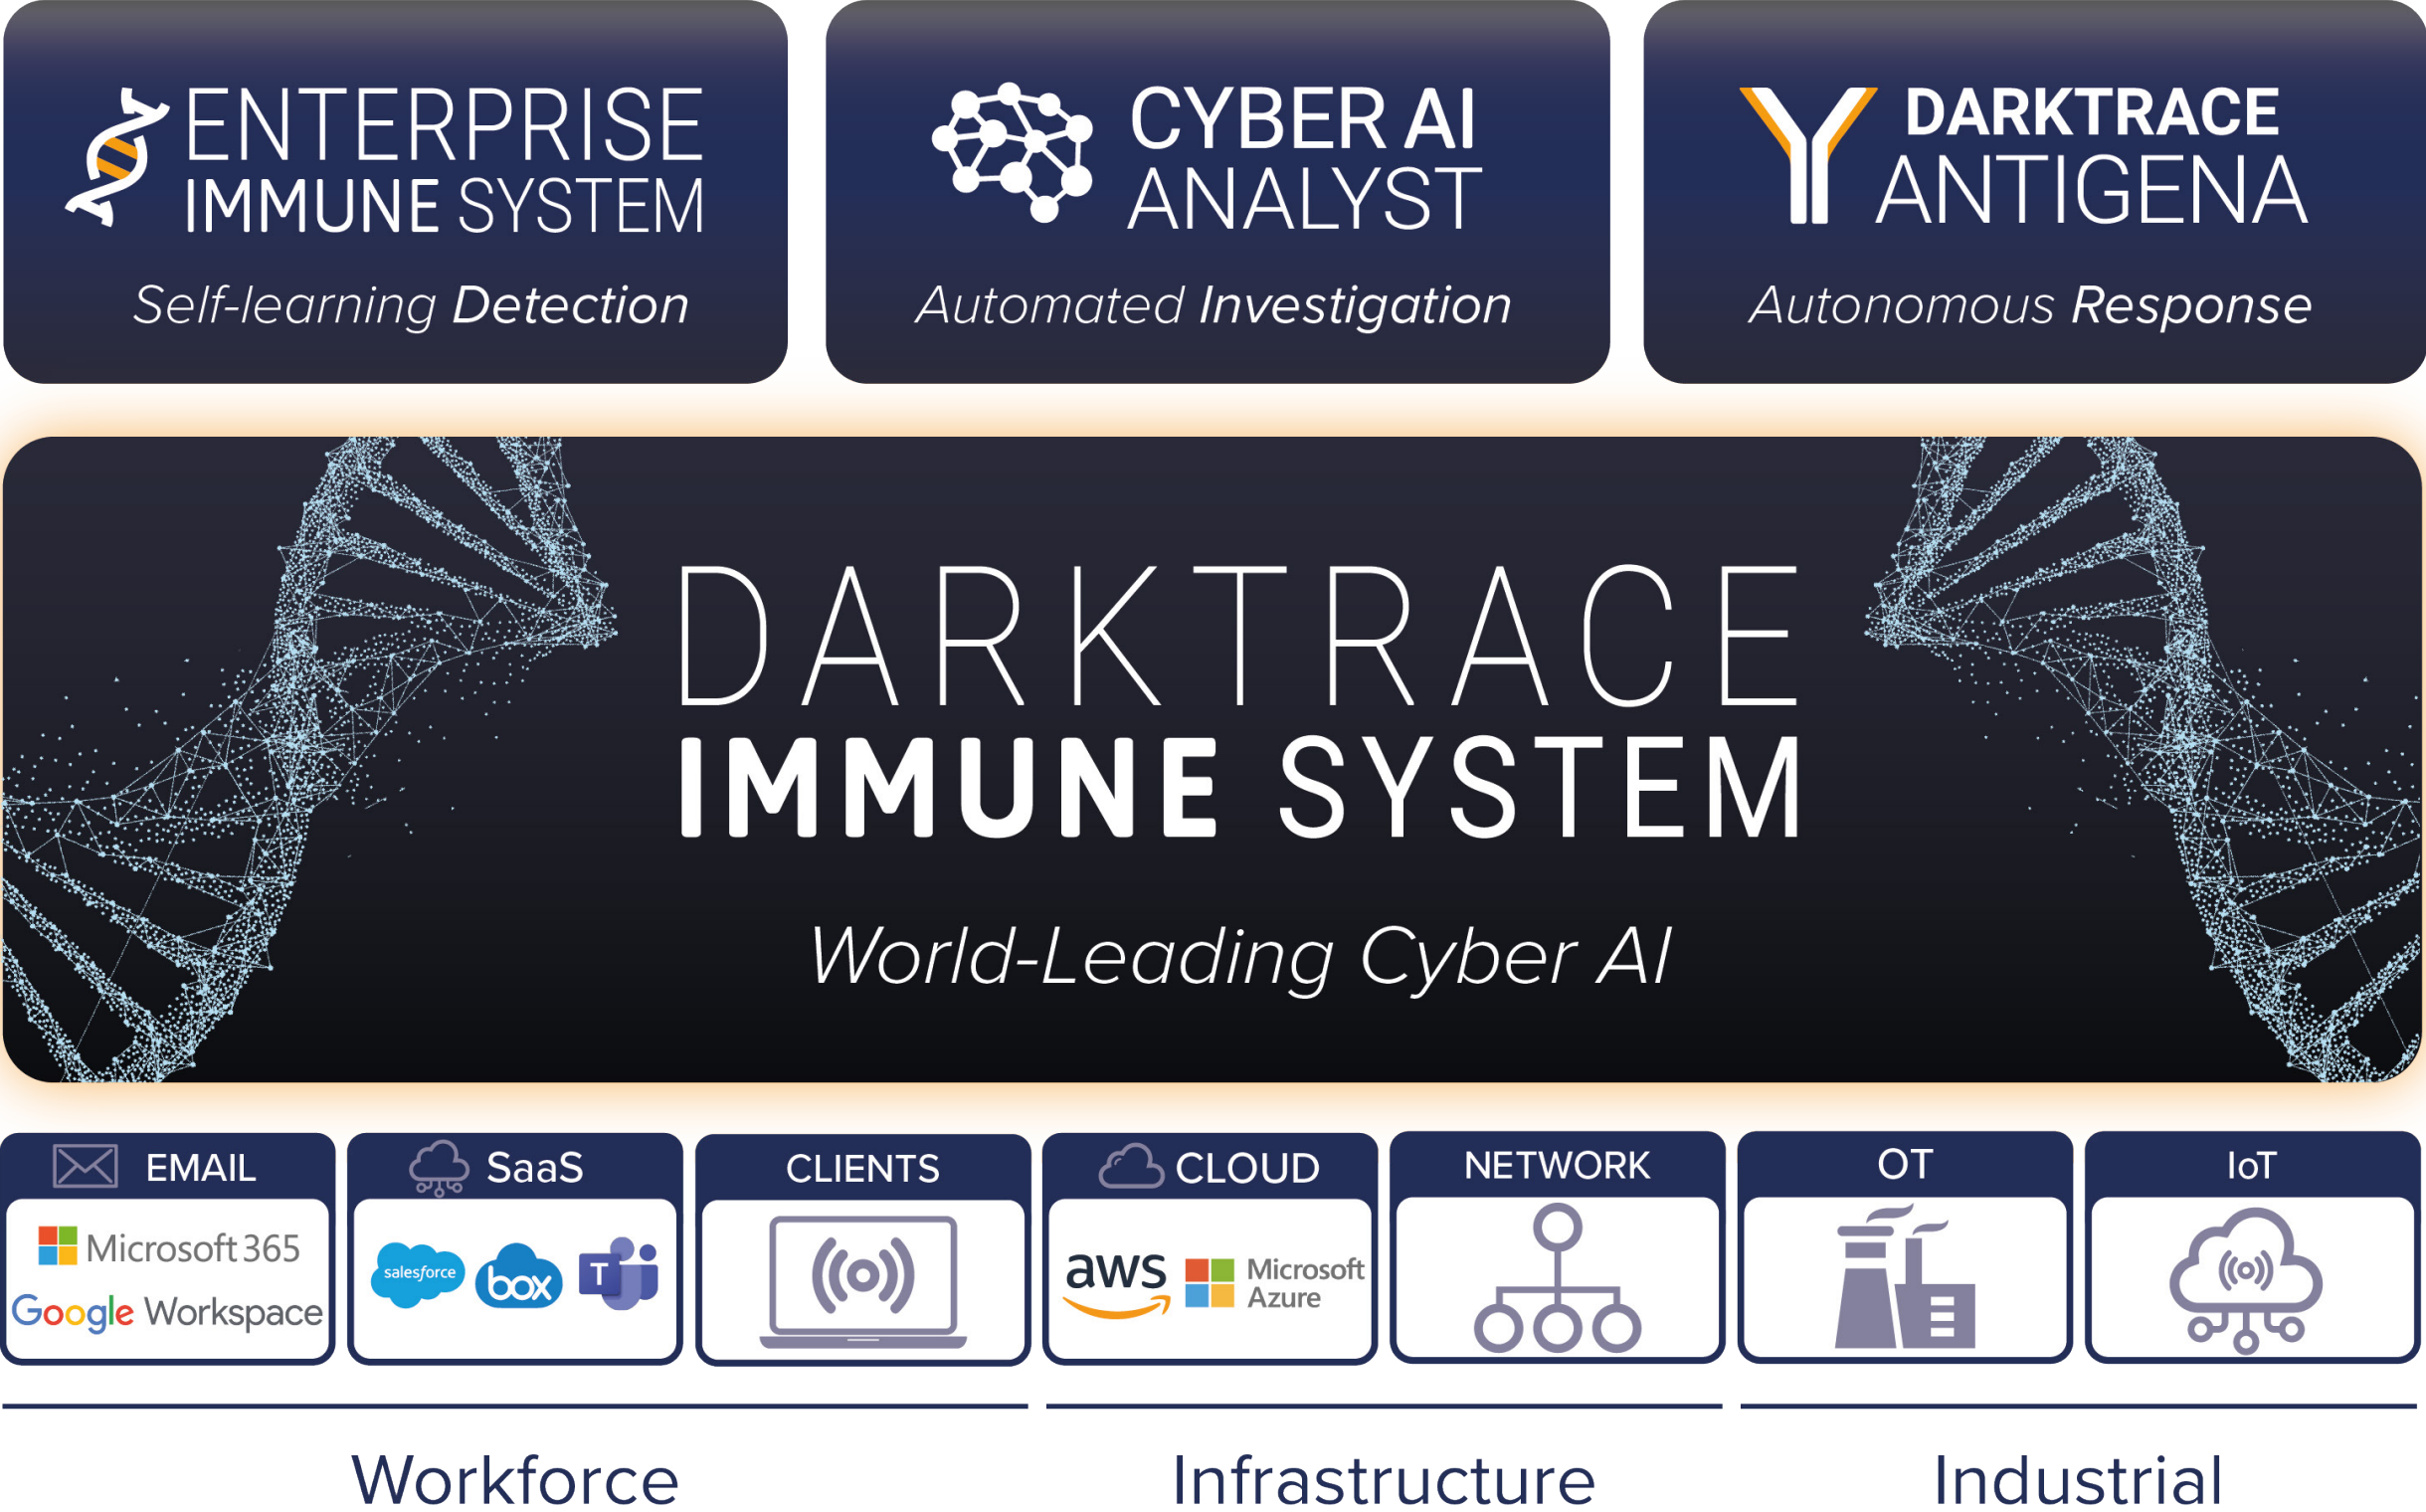 ENTERPRISE
IMMUNE SYSTEM
Self-learning Detection
CYBER AI
ANALYST
Automated Investigation
DARKTRACE
ANTIGENA
Autonomous Response
DARKTRACE
IMMUNE SYSTEM
World-Leading Cyber AI
EMAIL
Microsoft 365
Google Workspace
SaaS
salesforce
box
T
CLIENTS
CLOUD
aws
Microsoft
Azure
NETWORK
OT
IoT
Workforce
Infrastructure
Industrial